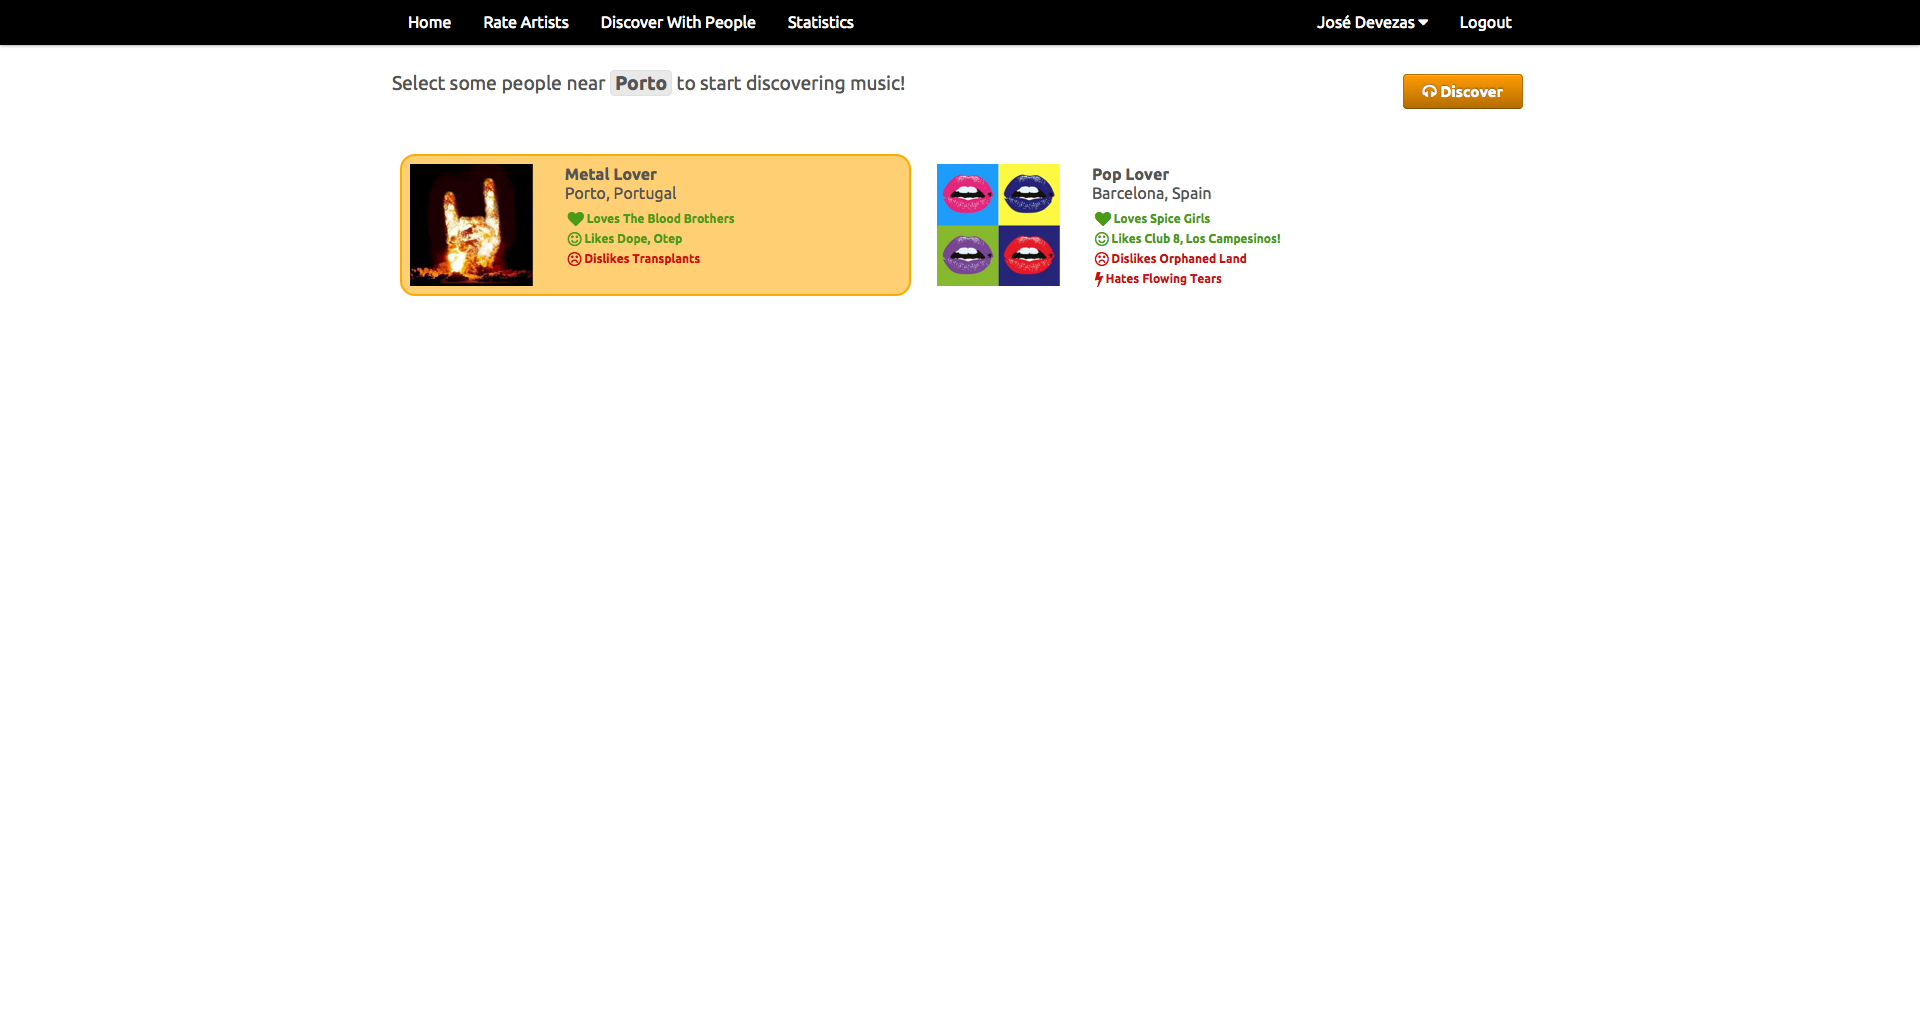 Home Rate Artists Discover With People Statistics José Devezas Logout
Select some people near Porto to start discovering music!
Discover
Metal Lover
Porto, Portugal
Loves The Blood Brothers
Likes Dope, Otep
Dislikes Transplants
Pop Lover
Barcelona, Spain
Loves Spice Girls
Likes Club 8, Los Campesinos!
Dislikes Orphaned Land
Hates Flowing Tears